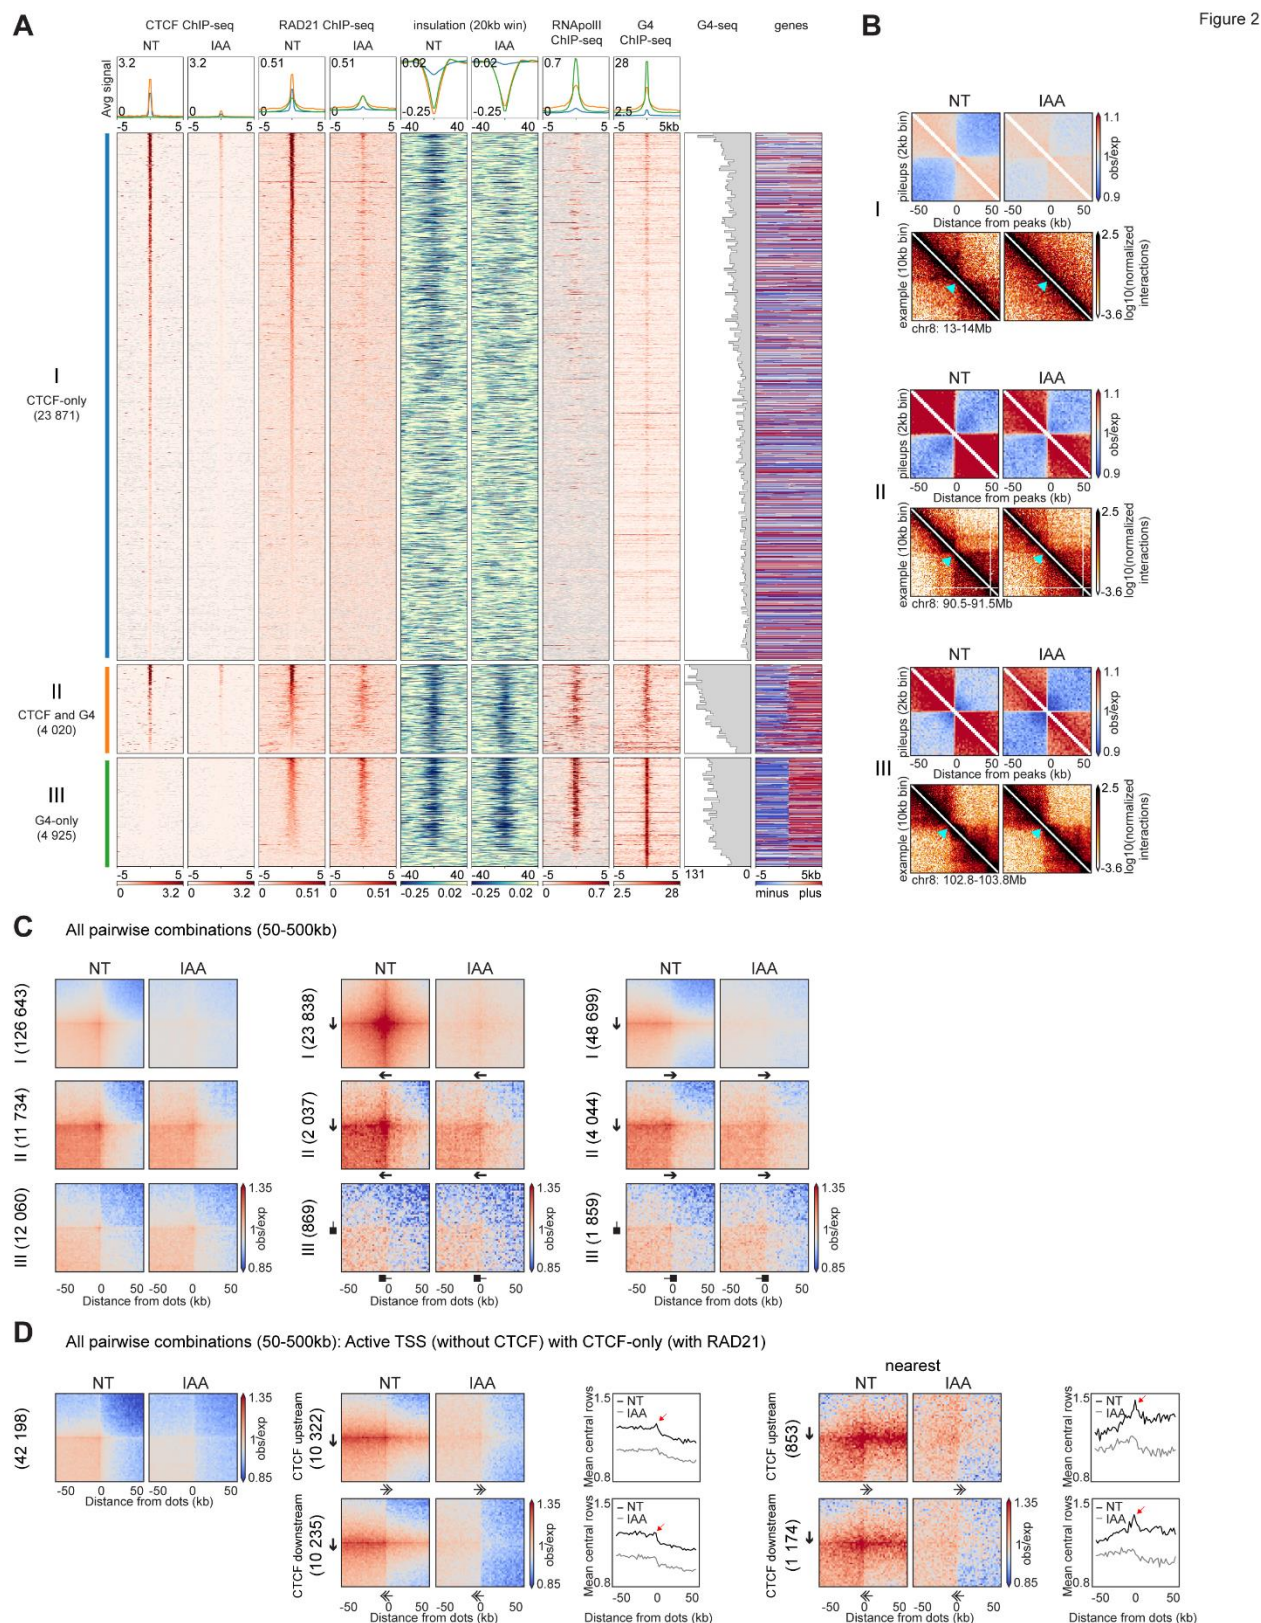 Figure 2
A
CTCF ChIP-seq RAD21 ChIP-seq insulation (20kb win) RNApolII ChIP-seq G4 ChIP-seq G4-seq genes
NT IAA NT IAA NT IAA
Avg signal
3.2 3.2 0.51 0.51 0.02 0.02 0.7 28
0 0 0 0 -0.25 -0.25 0 2.5
-5 5 -5 5 -5 5 -5 5 -40 40 -40 40 -5 5 -5 5kb
I
CTCF-only
(23 871)
II
CTCF and G4
(4 020)
III
G4-only
(4 925)
-5 5 -5 5 -5 5 -5 5 -40 40 -40 40 -5 5 -5 5 131 0 -5 5kb
0 3.2 0 3.2 0 0.51 0 0.51 -0.25 0.02 -0.25 0.02 0 0.7 2.5 28 minus plus
B
NT IAA
pileups (2kb bin)
1.1
1
0.9
obs/exp
-50 0 50 -50 0 50
Distance from peaks (kb)
I
example (10kb bin)
2.5
-3.6
log10(normalized interactions)
chr8: 13-14Mb
NT IAA
pileups (2kb bin)
1.1
1
0.9
obs/exp
-50 0 50 -50 0 50
Distance from peaks (kb)
II
example (10kb bin)
2.5
-3.6
log10(normalized interactions)
chr8: 90.5-91.5Mb
NT IAA
pileups (2kb bin)
1.1
1
0.9
obs/exp
-50 0 50 -50 0 50
Distance from peaks (kb)
III
example (10kb bin)
2.5
-3.6
log10(normalized interactions)
chr8: 102.8-103.8Mb
C
All pairwise combinations (50-500kb)
NT IAA NT IAA NT IAA
I (126 643) I (23 838) I (48 699)
II (11 734) II (2 037) II (4 044)
III (12 060) III (869) III (1 859)
1.35 1.35 1.35
1 1 1
0.85 0.85 0.85
obs/exp obs/exp obs/exp
-50 0 50 -50 0 50 -50 0 50 -50 0 50 -50 0 50 -50 0 50
Distance from dots (kb) Distance from dots (kb) Distance from dots (kb)
D
All pairwise combinations (50-500kb): Active TSS (without CTCF) with CTCF-only (with RAD21)
nearest
NT IAA NT IAA NT IAA
(42 198)
1.35
1
0.85
obs/exp
-50 0 50 -50 0 50
Distance from dots (kb)
CTCF upstream
(10 322)
Mean central rows
1.5
0.8
NT
IAA
CTCF upstream
(853)
Mean central rows
1.5
0.8
NT
IAA
CTCF downstream
(10 235)
1.35
1
0.85
obs/exp
-50 0 50 -50 0 50
Distance from dots (kb)
Mean central rows
1.5
0.8
NT
IAA
-50 0 50
Distance from dots (kb)
CTCF downstream
(1 174)
1.35
1
0.85
obs/exp
-50 0 50 -50 0 50
Distance from dots (kb)
Mean central rows
1.5
0.8
NT
IAA
-50 0 50
Distance from dots (kb)